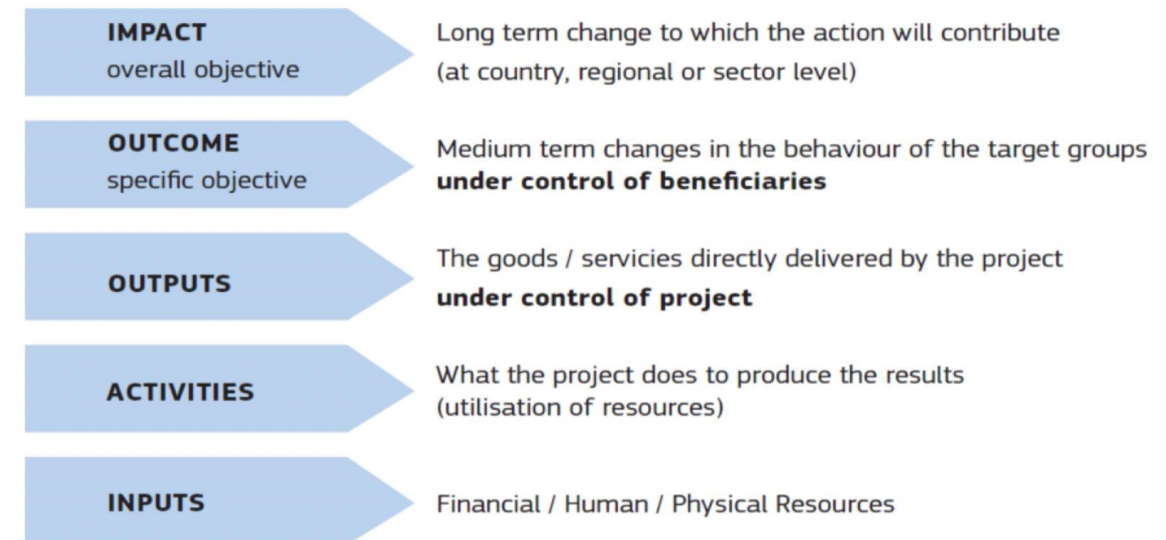 IMPACT
overall objective
Long term change to which the action will contribute
(at country, regional or sector level)
OUTCOME
specific objective
Medium term changes in the behaviour of the target groups
under control of beneficiaries
OUTPUTS
The goods / servicies directly delivered by the project
under control of project
ACTIVITIES
What the project does to produce the results
(utilisation of resources)
INPUTS
Financial / Human / Physical Resources